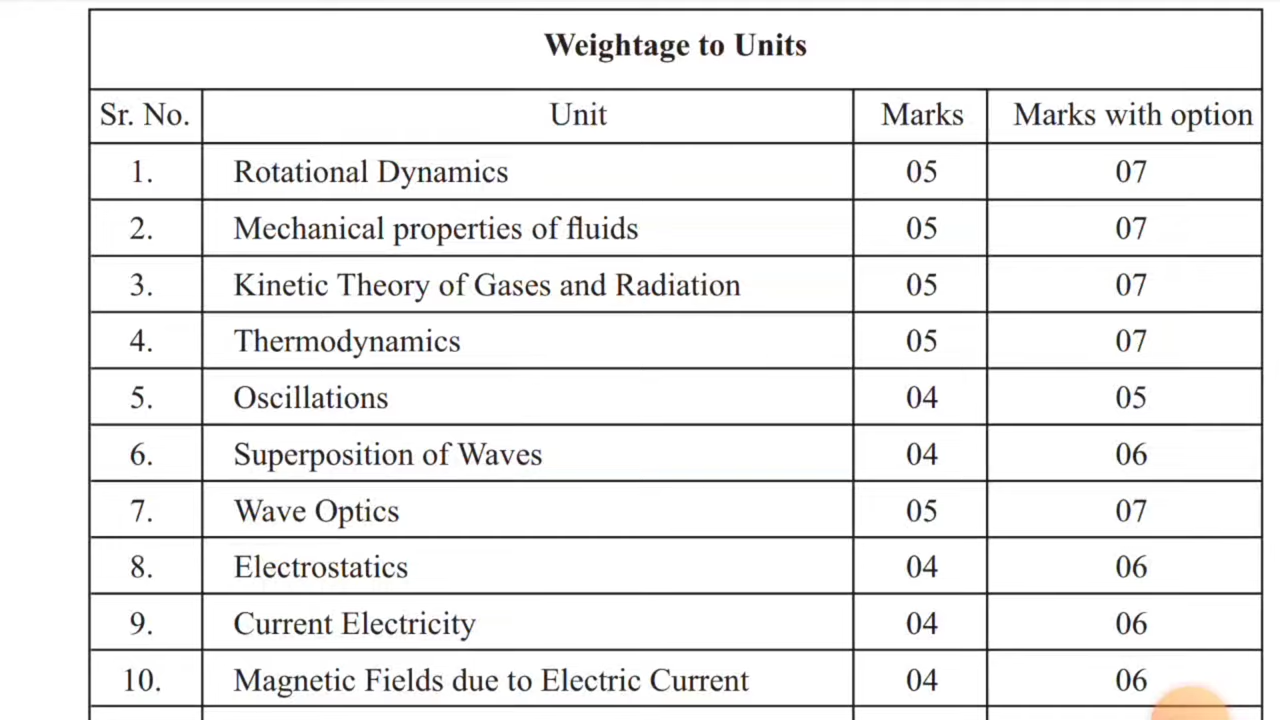 Weightage to Units
Sr. No. Unit Marks Marks with option
1. Rotational Dynamics 05 07
2. Mechanical properties of fluids 05 07
3. Kinetic Theory of Gases and Radiation 05 07
4. Thermodynamics 05 07
5. Oscillations 04 05
6. Superposition of Waves 04 06
7. Wave Optics 05 07
8. Electrostatics 04 06
9. Current Electricity 04 06
10. Magnetic Fields due to Electric Current 04 06